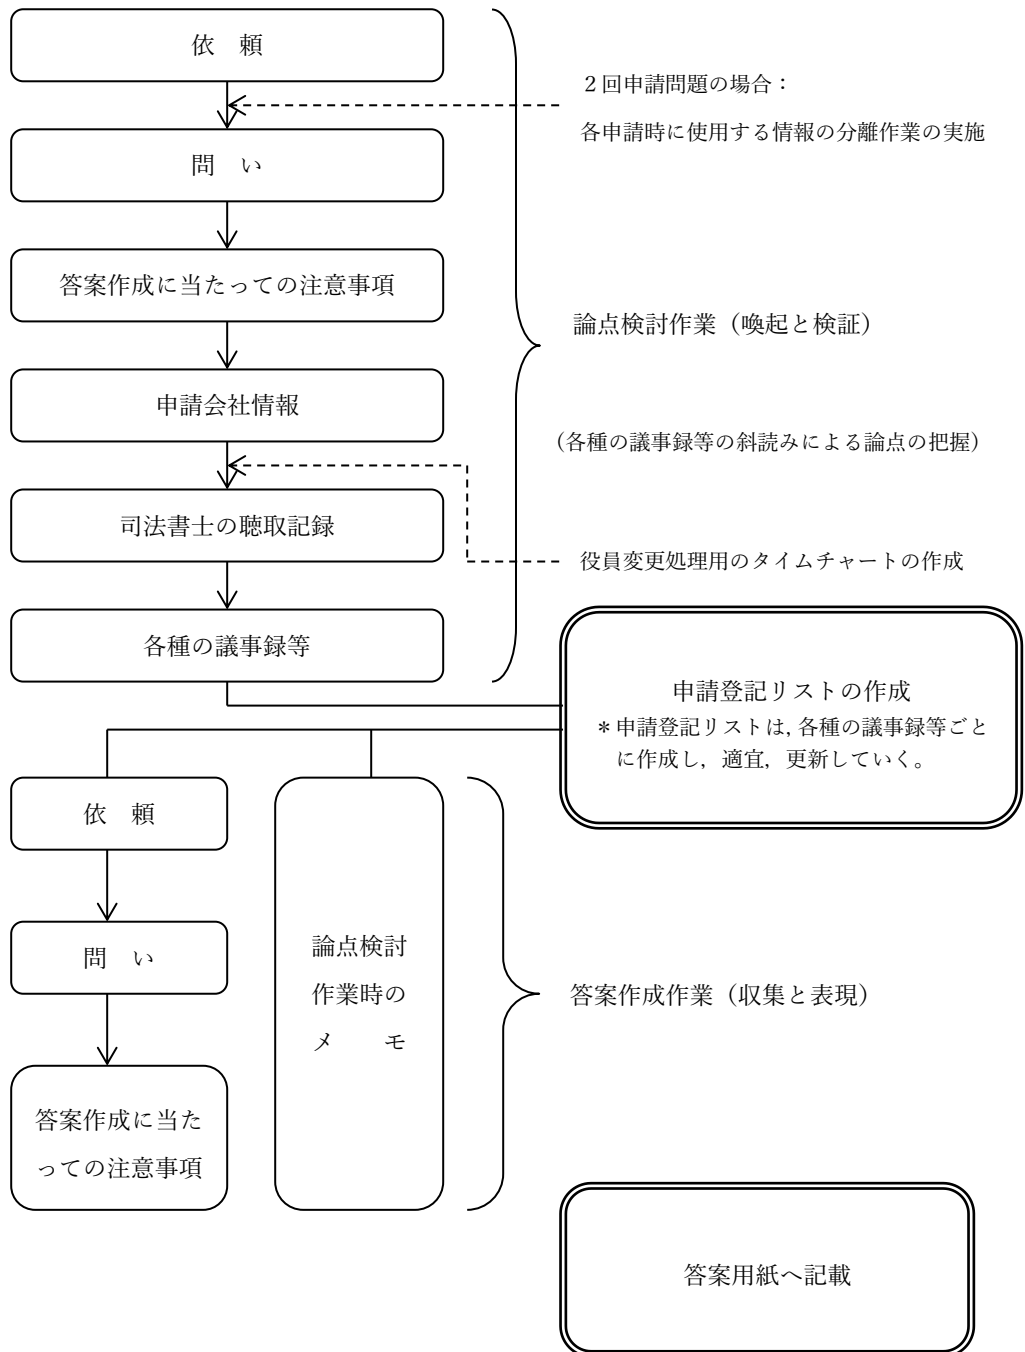 依　頼
２回申請問題の場合：
各申請時に使用する情報の分離作業の実施
問　い
答案作成に当たっての注意事項
論点検討作業（喚起と検証）
申請会社情報
（各種の議事録等の斜読みによる論点の把握）
司法書士の聴取記録
役員変更処理用のタイムチャートの作成
各種の議事録等
申請登記リストの作成
＊申請登記リストは，各種の議事録等ごと
に作成し，適宜，更新していく。
依　頼
問　い
答案作成に当た
っての注意事項
論点検討
作業時の
メ　　モ
答案作成作業（収集と表現）
答案用紙へ記載